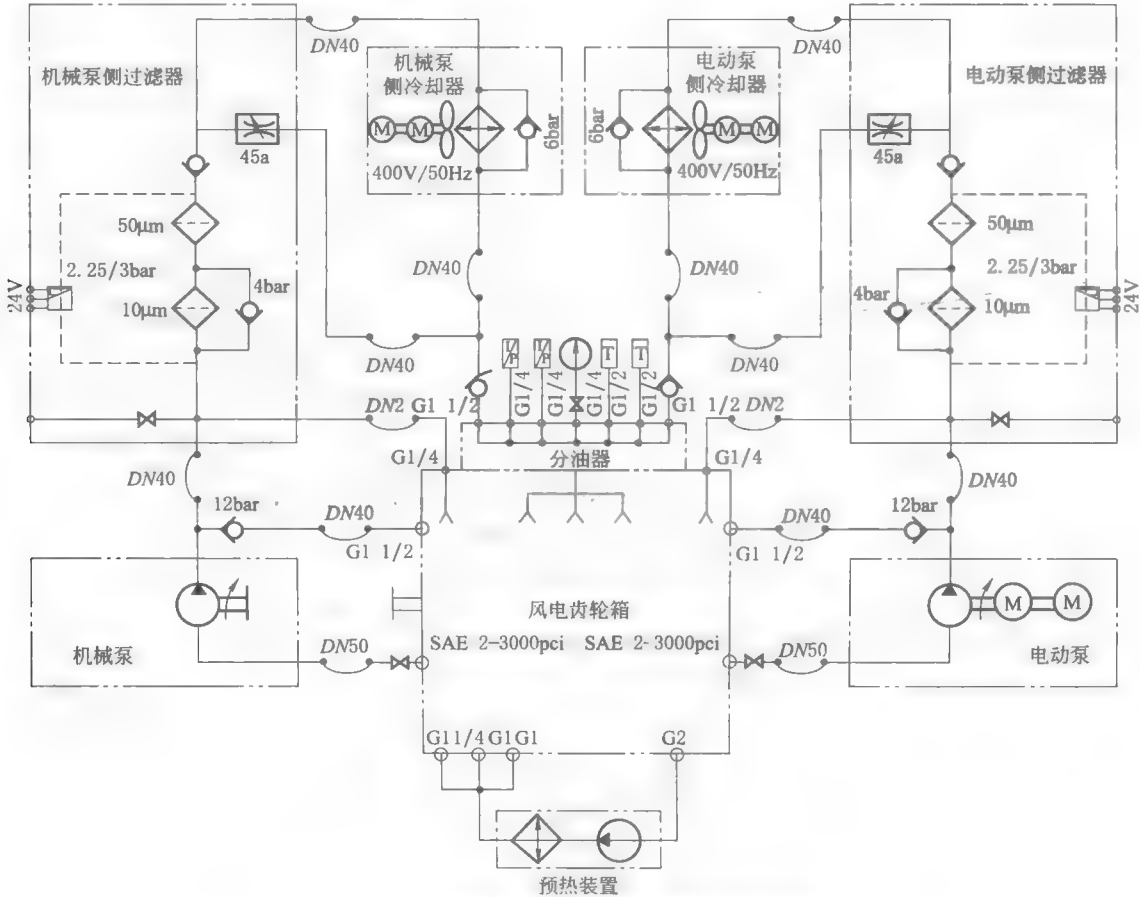 DN40
DN40
机械泵侧过滤器
机械泵
侧冷却器
电动泵
侧冷却器
电动泵侧过滤器
M
M
6bar
6bar
M
M
45a
400V/50Hz
400V/50Hz
45a
50μm
50μm
DN40
DN40
2.25/3bar
2.25/3bar
24V
10μm
4bar
4bar
10μm
24V
DN40
DN40
T/P
T/P
T
T
G1/4
G1/4
G1/4
G1/2
G1/2
DN2
G1 1/2
G1 1/2
DN2
G1/4
分油器
G1/4
DN40
DN40
12bar
DN40
DN40
12bar
G1 1/2
G1 1/2
风电齿轮箱
M
M
SAE 2-3000pci
SAE 2-3000pci
机械泵
DN50
DN50
电动泵
G11/4
G1
G1
G2
预热装置